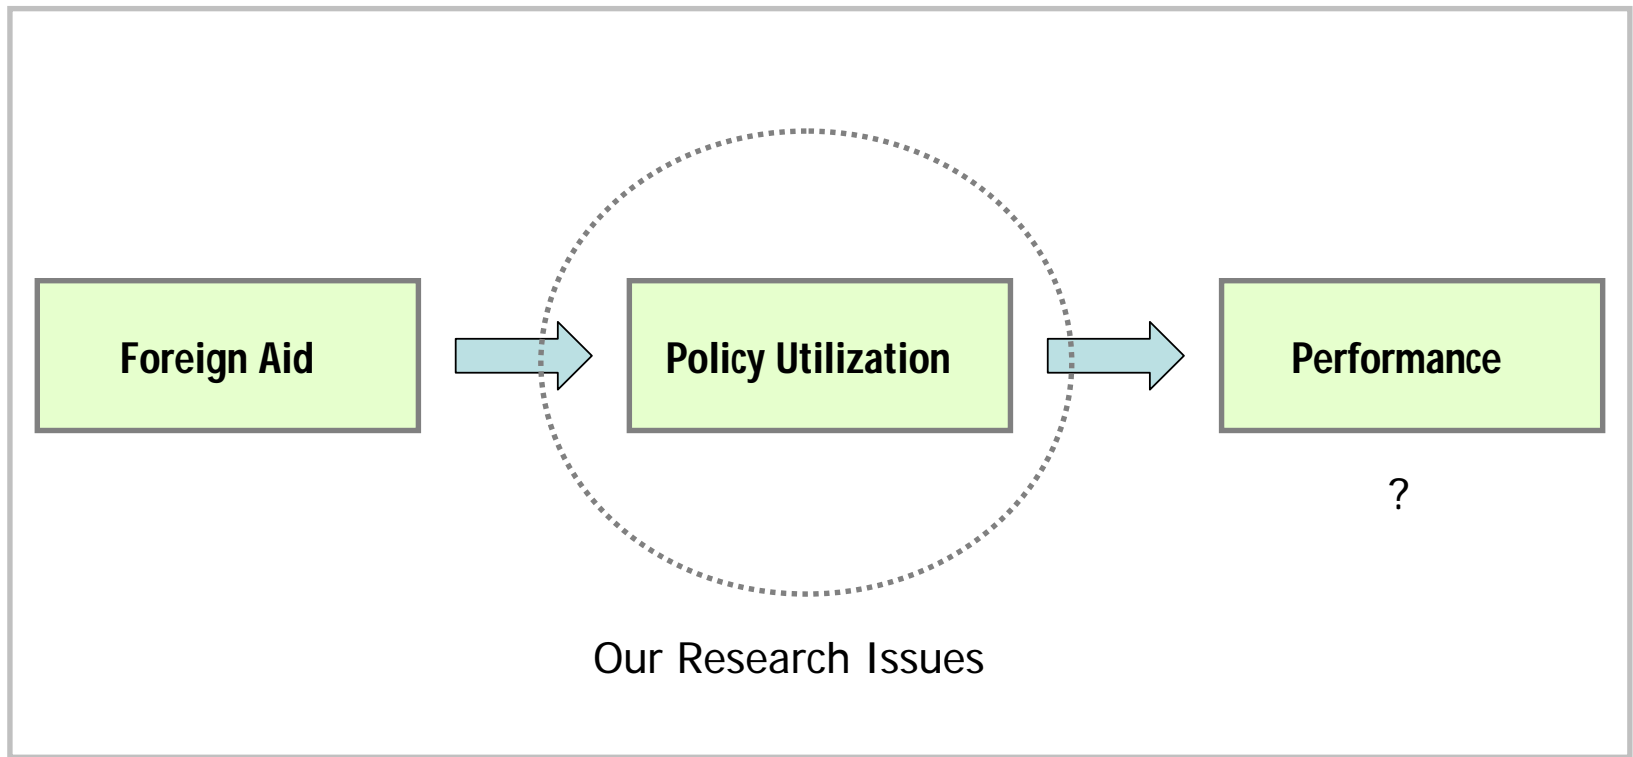 Foreign Aid
Policy Utilization
Performance
?
Our Research Issues